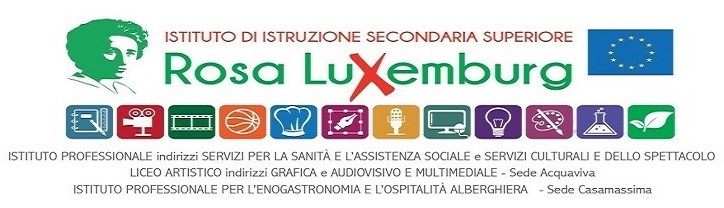 ISTITUTO DI ISTRUZIONE SECONDARIA SUPERIORE
Rosa LuXemburg
ISTITUTO PROFESSIONALE indirizzi SERVIZI PER LA SANITÀ E L'ASSISTENZA SOCIALE e SERVIZI CULTURALI E DELLO SPETTACOLO
LICEO ARTISTICO indirizzi GRAFICA e AUDIOVISIVO E MULTIMEDIALE - Sede Acquaviva
ISTITUTO PROFESSIONALE PER L'ENOGASTRONOMIA E L'OSPITALITÀ ALBERGHIERA - Sede Casamassima